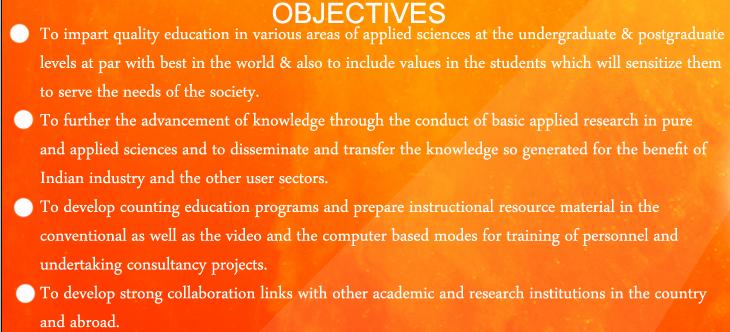 OBJECTIVES
To impart quality education in various areas of applied sciences at the undergraduate & postgraduate
levels at par with best in the world & also to include values in the students which will sensitize them
to serve the needs of the society.
To further the advancement of knowledge through the conduct of basic applied research in pure
and applied sciences and to disseminate and transfer the knowledge so generated for the benefit of
Indian industry and the other user sectors.
To develop counting education programs and prepare instructional resource material in the
conventional as well as the video and the computer based modes for training of personnel and
undertaking consultancy projects.
To develop strong collaboration links with other academic and research institutions in the country
and abroad.